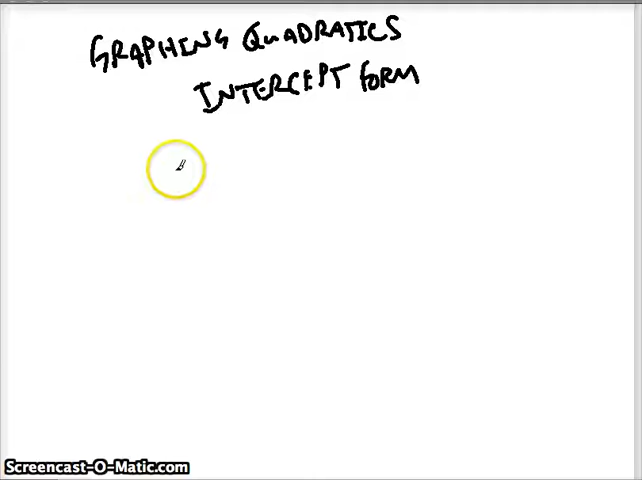 GRAPHING QUADRATICS
INTERCEPT FORM
Screencast-O-Matic.com